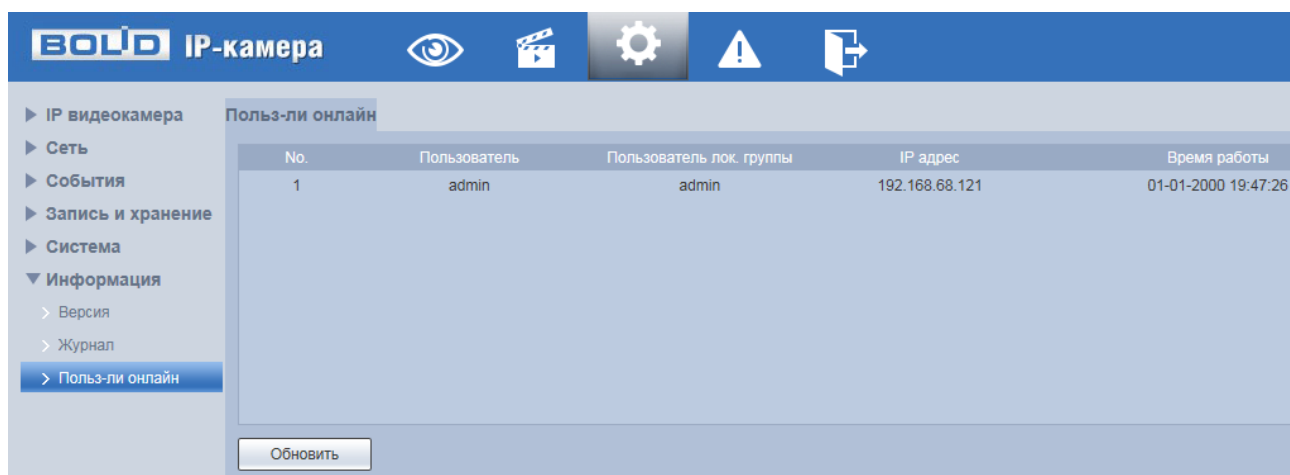 BOLID IP-камера
IP видеокамера
Сеть
События
Запись и хранение
Система
Информация
Версия
Журнал
Польз-ли онлайн
Польз-ли онлайн
No. Пользователь Пользователь лок. группы IP адрес Время работы
1 admin admin 192.168.68.121 01-01-2000 19:47:26
Обновить